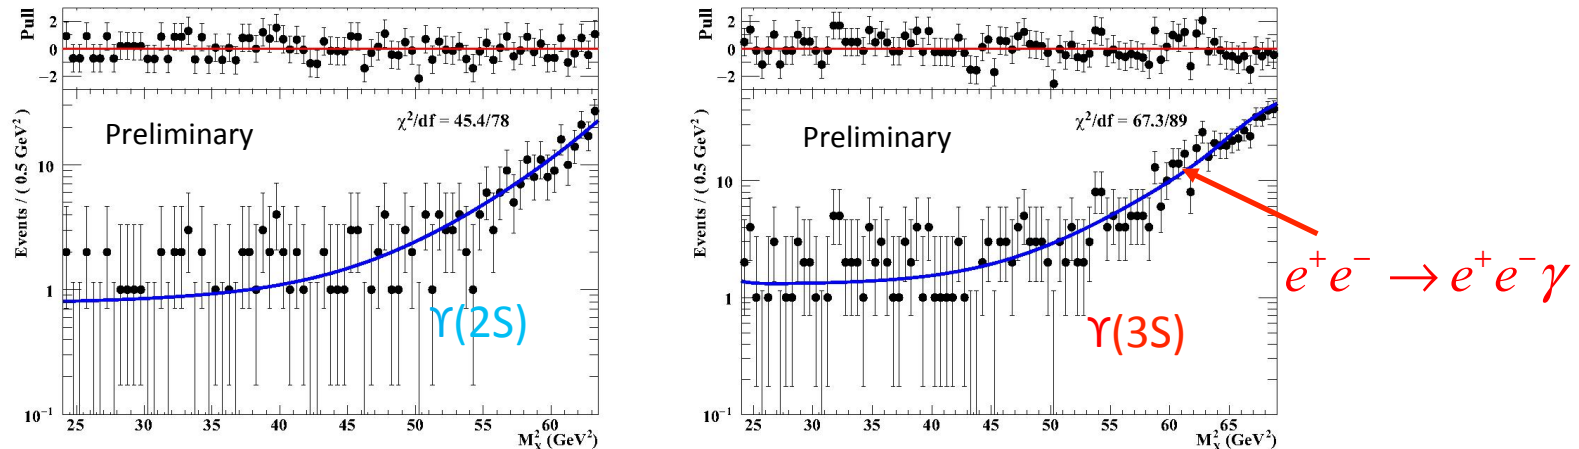 Pull
2
0
−2
Events / ( 0.5 GeV² )
10
1
10⁻¹
Preliminary
χ²/df = 45.4/78
ϒ(2S)
25 30 35 40 45 50 55 60
M²X (GeV²)
Pull
2
0
−2
Events / ( 0.5 GeV² )
10
1
10⁻¹
Preliminary
χ²/df = 67.3/89
ϒ(3S)
25 30 35 40 45 50 55 60 65
M²X (GeV²)
e⁺e⁻ → e⁺e⁻γ